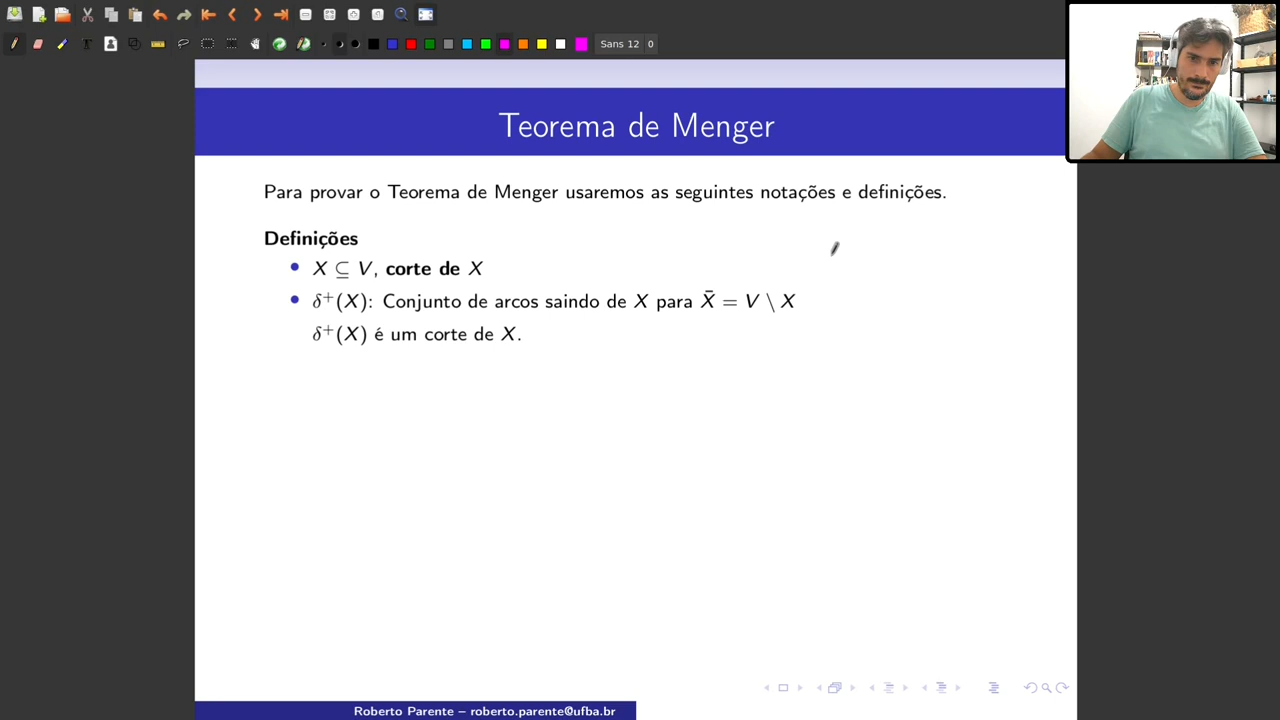 Sans 12 0
Teorema de Menger
Para provar o Teorema de Menger usaremos as seguintes notações e definições.
Definições
• X ⊆ V, corte de X
• δ⁺(X): Conjunto de arcos saindo de X para X̄ = V \ X
δ⁺(X) é um corte de X.
Roberto Parente – roberto.parente@ufba.br